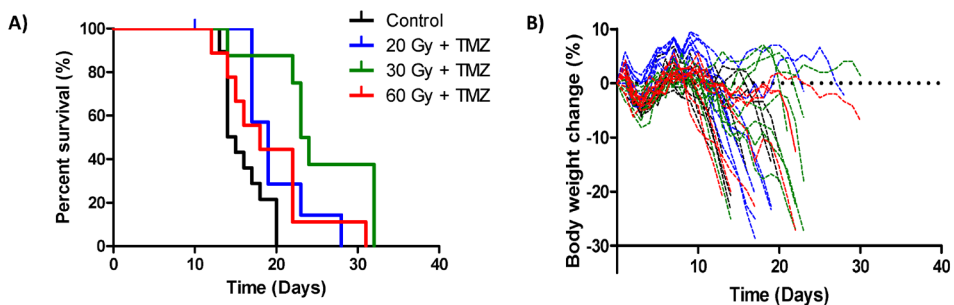 A)
Percent survival (%)
100
80
60
40
20
0
0 10 20 30 40
Time (Days)
Control
20 Gy + TMZ
30 Gy + TMZ
60 Gy + TMZ
B)
Body weight change (%)
10
0
-10
-20
-30
10 20 30 40
Time (Days)